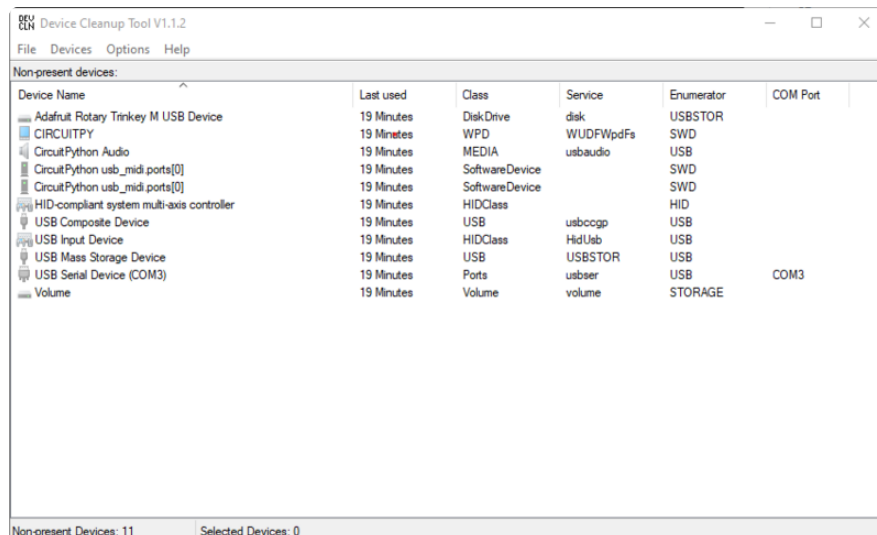 DEV CLN Device Cleanup Tool V1.1.2
File Devices Options Help
Non-present devices:
Device Name Last used Class Service Enumerator COM Port
Adafruit Rotary Trinkey M USB Device 19 Minutes DiskDrive disk USBSTOR
CIRCUITPY 19 Minutes WPD WUDFWpdFs SWD
CircuitPython Audio 19 Minutes MEDIA usbaudio USB
CircuitPython usb_midi.ports[0] 19 Minutes SoftwareDevice SWD
CircuitPython usb_midi.ports[0] 19 Minutes SoftwareDevice SWD
HID-compliant system multi-axis controller 19 Minutes HIDClass HID
USB Composite Device 19 Minutes USB usbccgp USB
USB Input Device 19 Minutes HIDClass HidUsb USB
USB Mass Storage Device 19 Minutes USB USBSTOR USB
USB Serial Device (COM3) 19 Minutes Ports usbser USB COM3
Volume 19 Minutes Volume volume STORAGE
Non-present Devices: 11 Selected Devices: 0